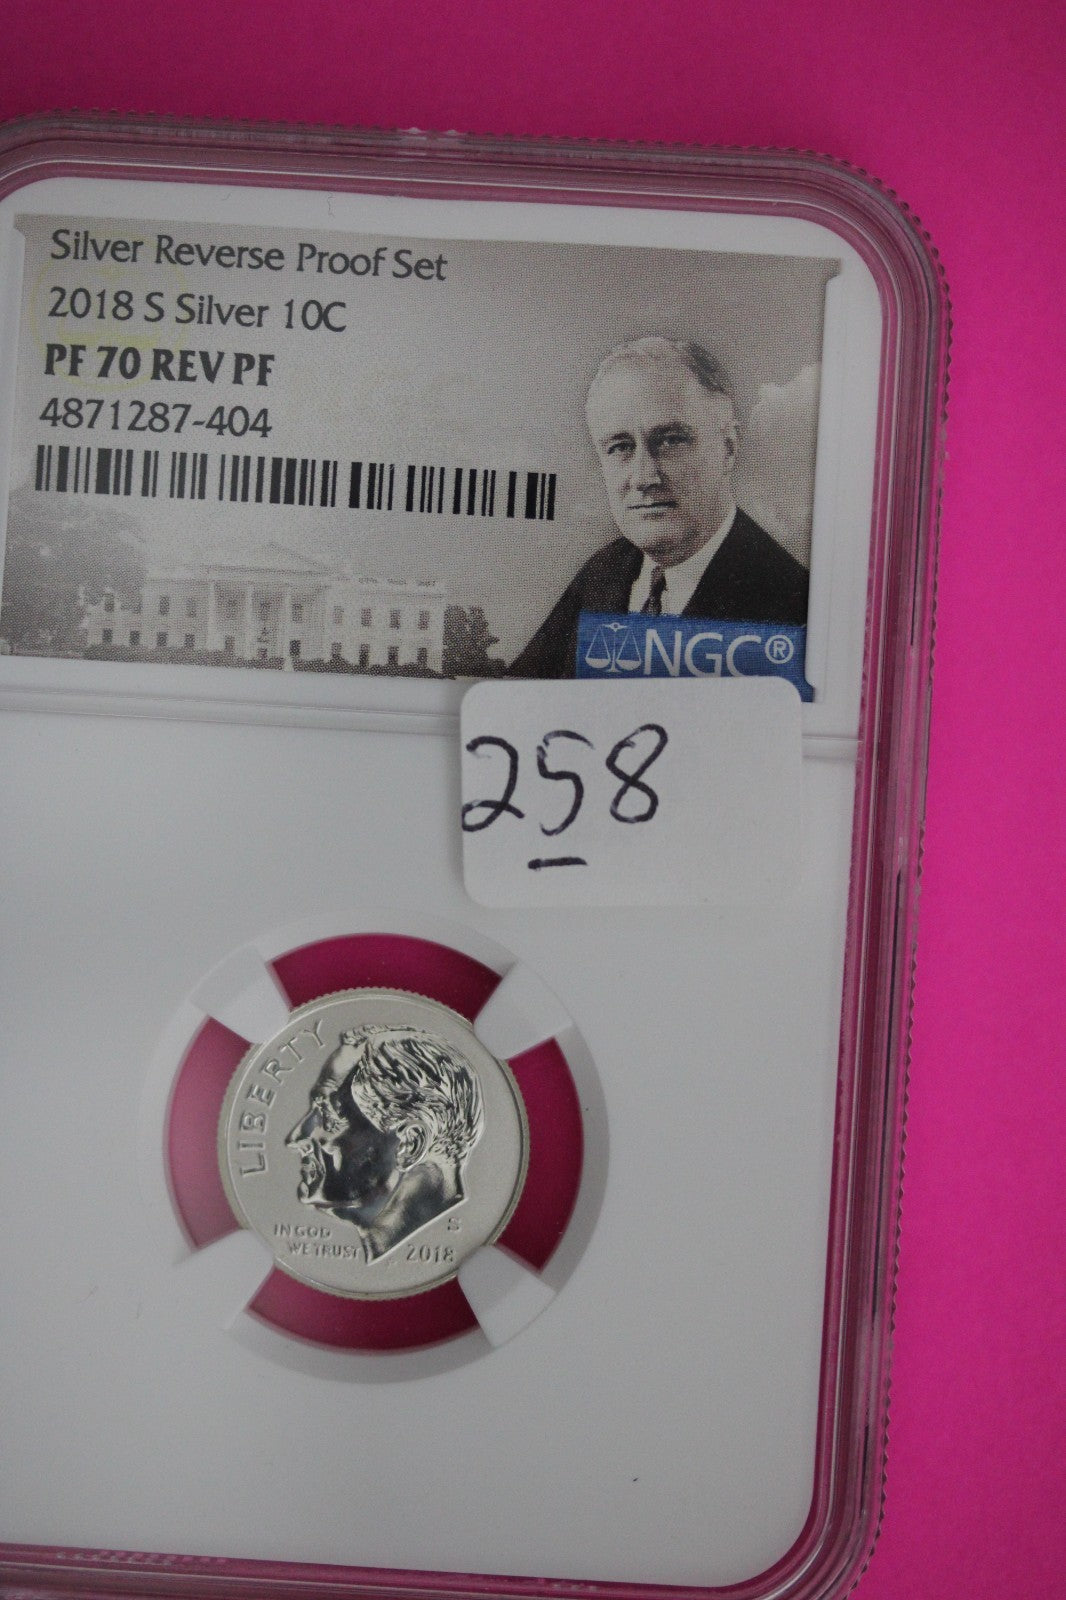 Silver Reverse Proof Set
2018 S Silver 10C
PF 70 REV PF
4871287-404
NGC®
258
LIBERTY
IN GOD
WE TRUST
S
2018